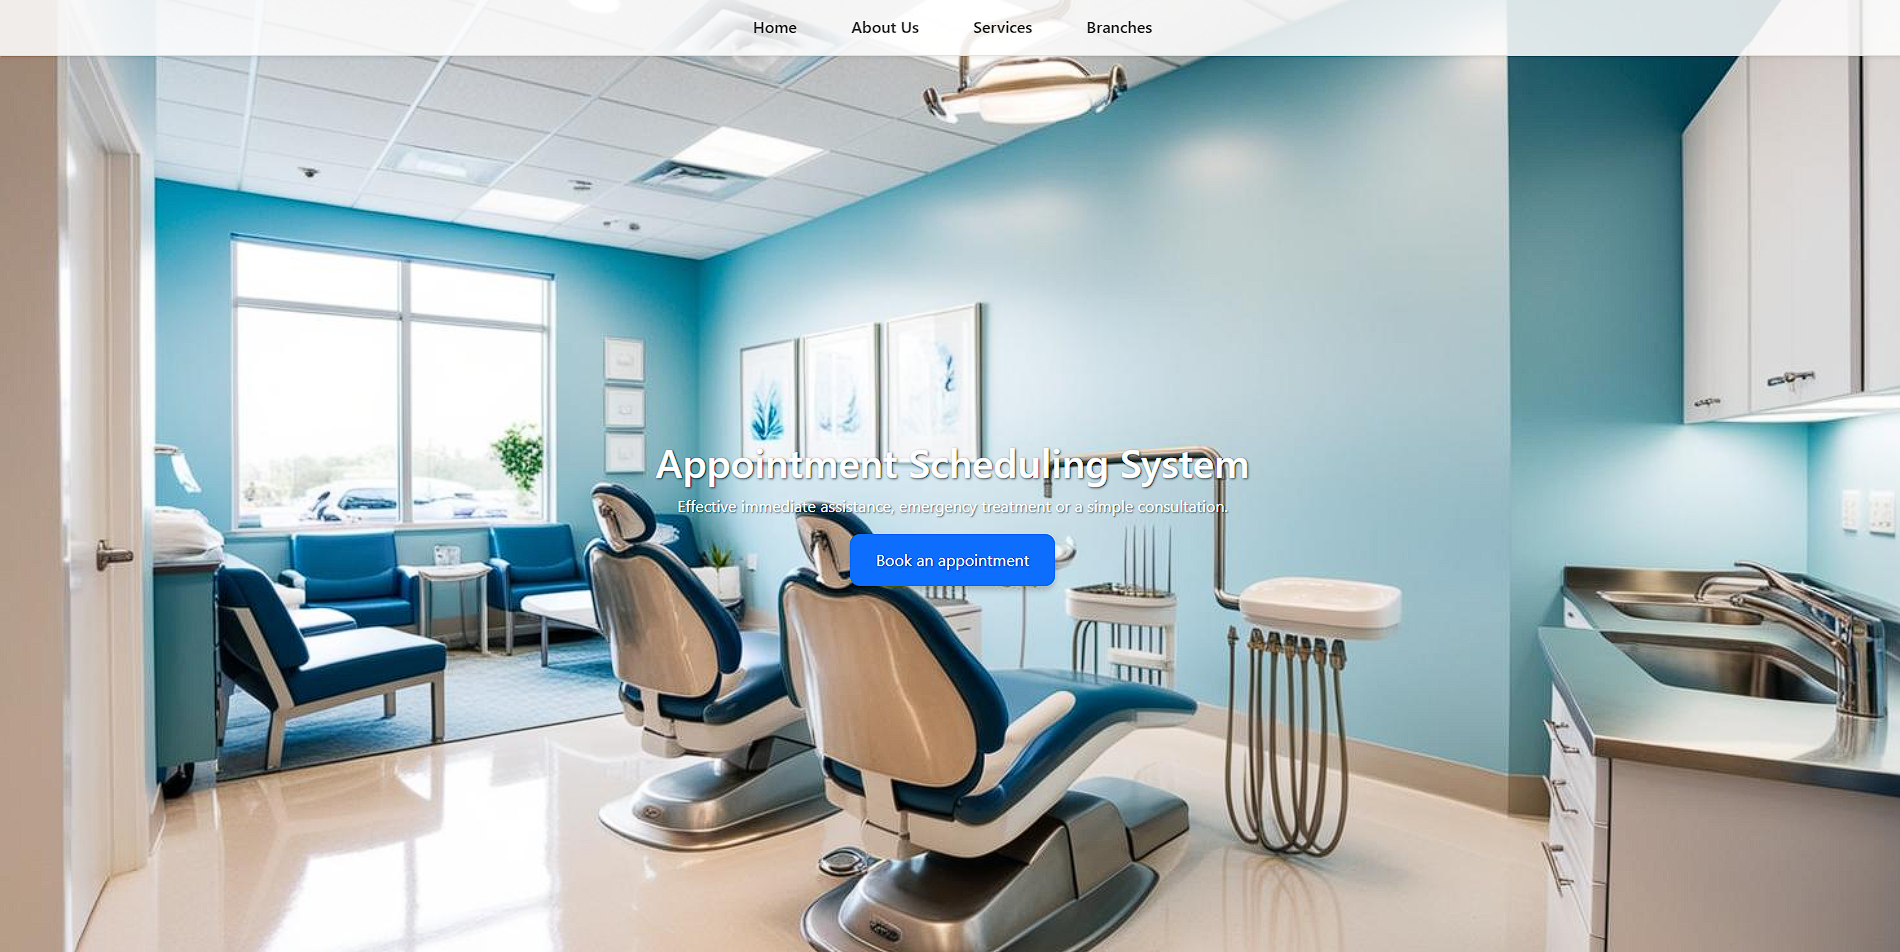 Home About Us Services Branches
Appointment Scheduling System
Effective immediate assistance, emergency treatment or a simple consultation.
Book an appointment